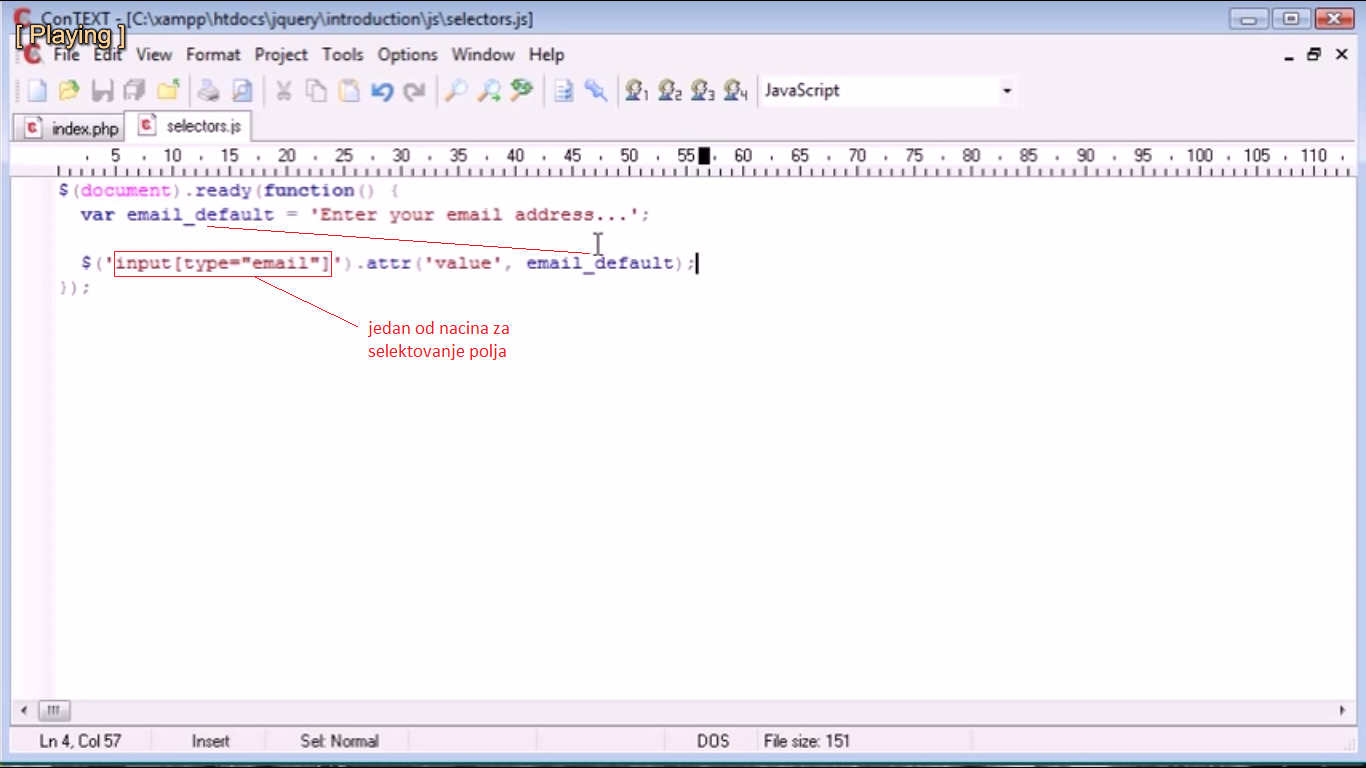 ConTEXT - [C:\xampp\htdocs\jquery\introduction\js\selectors.js]
[ Playing ]
File Edit View Format Project Tools Options Window Help
1 2 3 4 JavaScript
index.php selectors.js
5 10 15 20 25 30 35 40 45 50 55 60 65 70 75 80 85 90 95 100 105 110
$(document).ready(function() {
var email_default = 'Enter your email address...';
$('input[type="email"]').attr('value', email_default);
});
jedan od nacina za
selektovanje polja
Ln 4, Col 57 Insert Sel: Normal DOS File size: 151